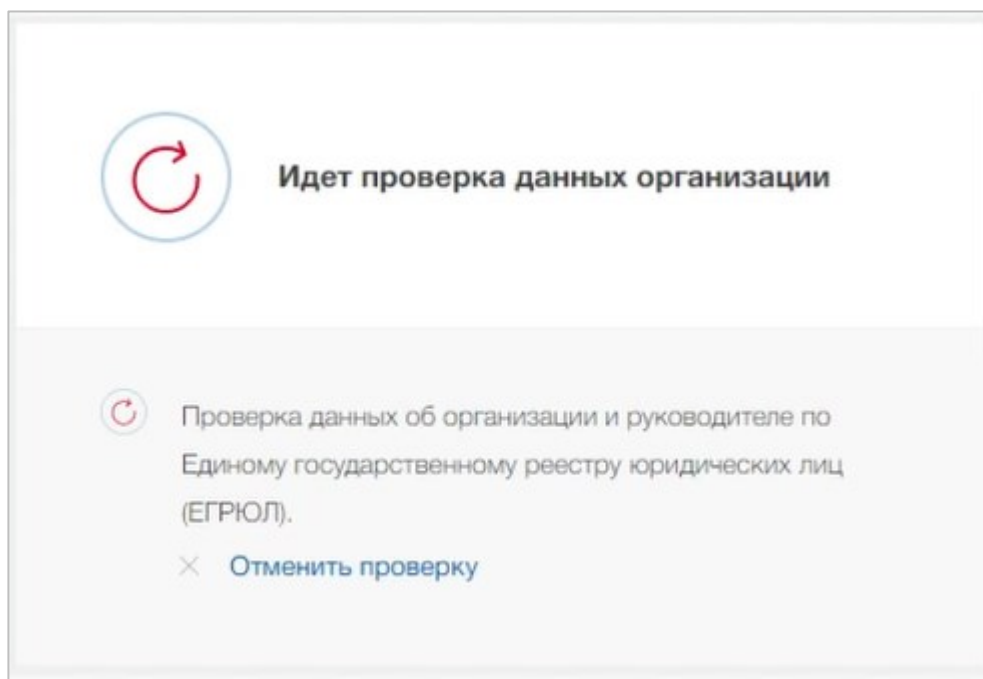 Идет проверка данных организации
Проверка данных об организации и руководителе по
Единому государственному реестру юридических лиц
(ЕГРЮЛ).
Отменить проверку